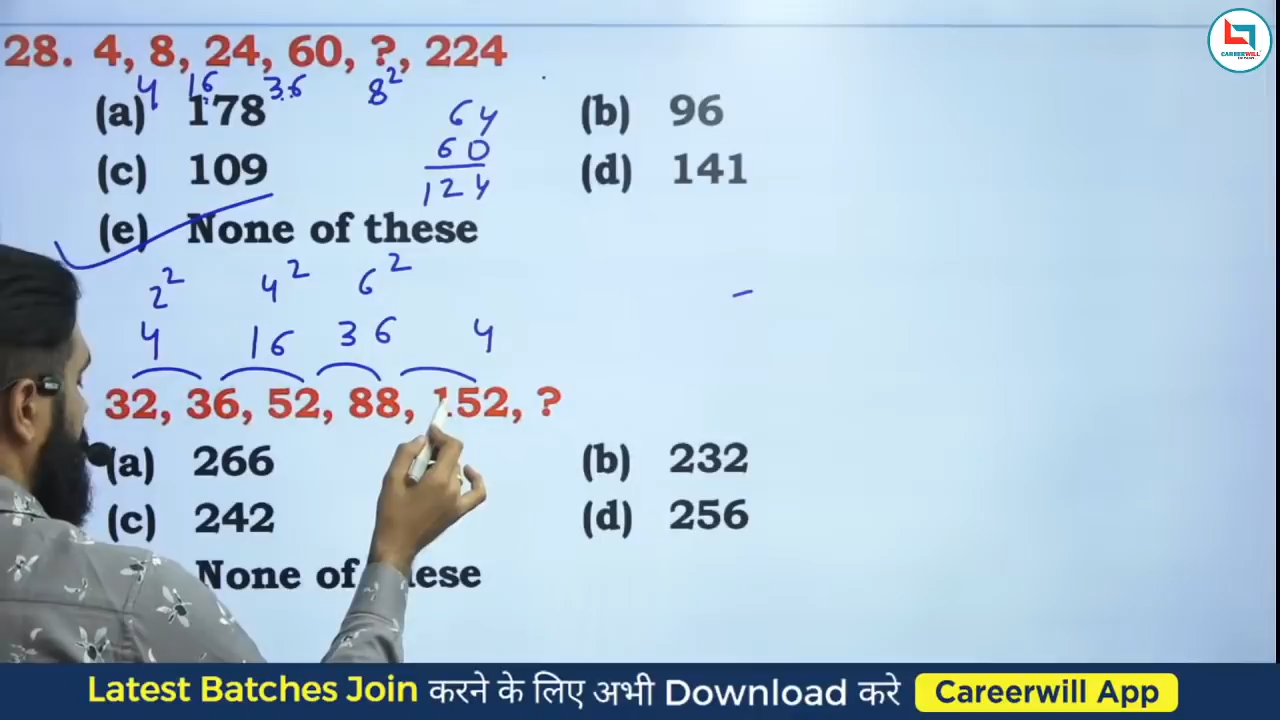 28. 4, 8, 24, 60, ?, 224
4 16 36 8²
(a) 178 (b) 96
64
60
124
(c) 109 (d) 141
(e) None of these
2² 4² 6²
4 16 36 4
32, 36, 52, 88, 152, ?
(a) 266 (b) 232
(c) 242 (d) 256
None of these
CAREERWILL
Latest Batches Join करने के लिए अभी Download करे Careerwill App